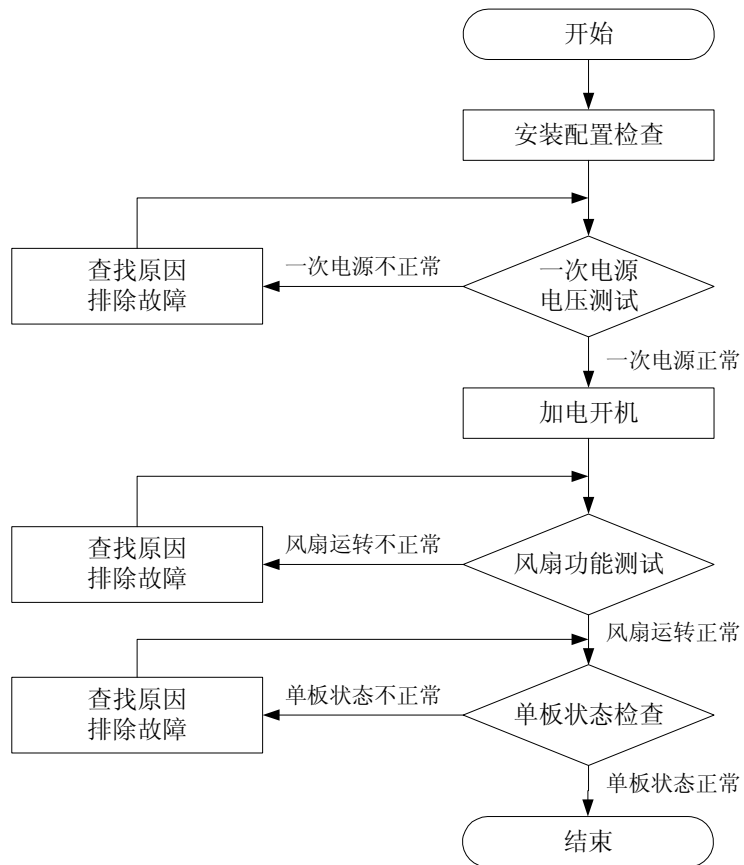 开始
安装配置检查
查找原因
排除故障
一次电源不正常
一次电源
电压测试
一次电源正常
加电开机
查找原因
排除故障
风扇运转不正常
风扇功能测试
风扇运转正常
查找原因
排除故障
单板状态不正常
单板状态检查
单板状态正常
结束